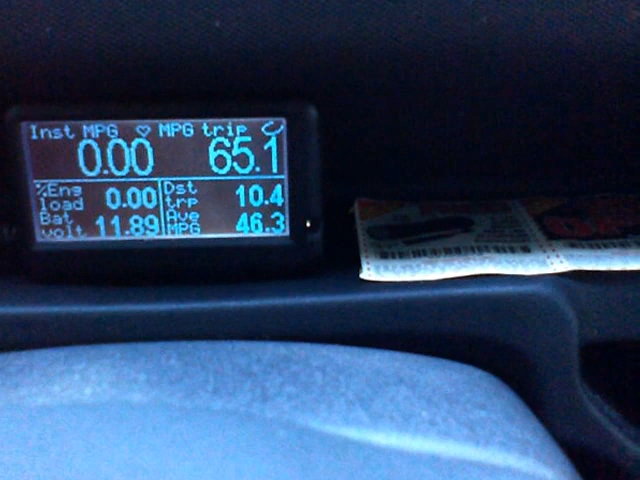 Inst MPG ♡ MPG trip
0.00 65.1
%Eng load 0.00 Dst trp 10.4
Bat volt 11.89 Ave MPG 46.3